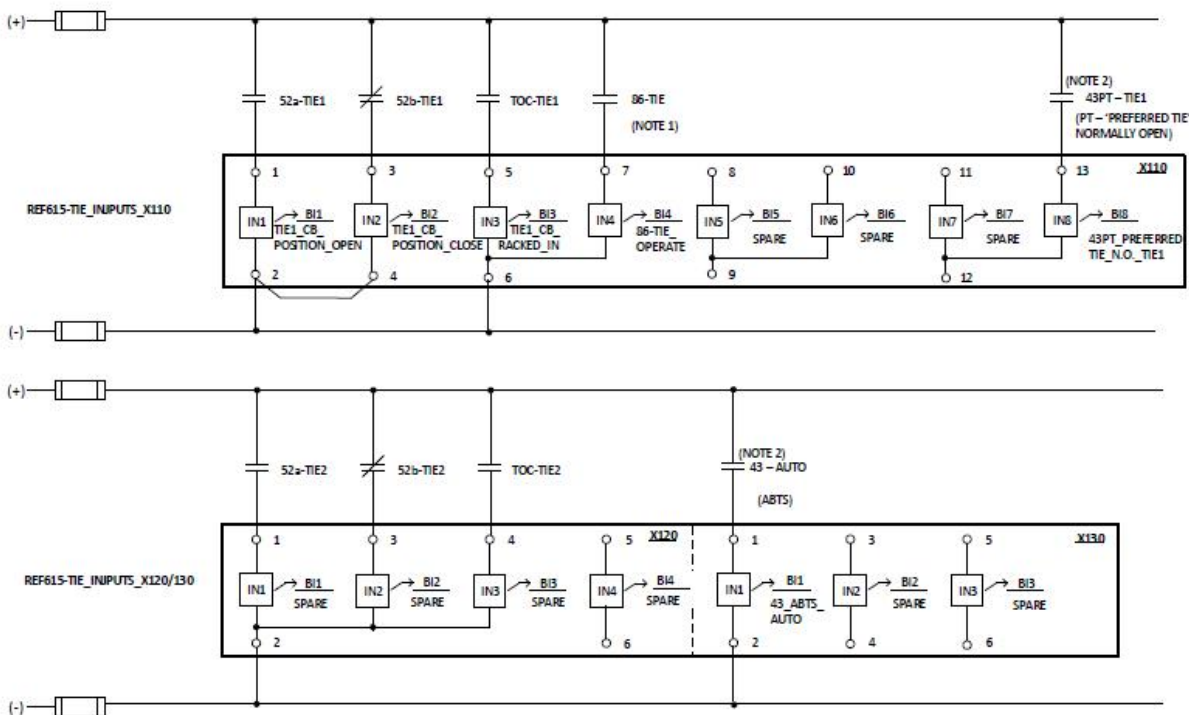 (+)
52a-TIE1
52b-TIE1
TOC-TIE1
86-TIE
(NOTE 1)
(NOTE 2)
43PT – TIE1
(PT – 'PREFERRED TIE'
NORMALLY OPEN)
REF615-TIE_INJPUTS_X110
1
3
5
7
8
10
11
13
X110
IN1
BI1
TIE1_CB_
POSITION_OPEN
IN2
BI2
TIE1_CB_
POSITION_CLOSE
IN3
BI3
TIE1_CB_
RACKED_IN
IN4
BI4
86-TIE_
OPERATE
IN5
BI5
SPARE
IN6
BI6
SPARE
IN7
BI7
SPARE
IN8
BI8
43PT_PREFERRED
TIE_N.O._TIE1
2
4
6
9
12
(-)
(+)
52a-TIE2
52b-TIE2
TOC-TIE2
(NOTE 2)
43 – AUTO
(ABTS)
REF615-TIE_INJPUTS_X120/130
1
3
4
5
X120
1
3
5
X130
IN1
BI1
SPARE
IN2
BI2
SPARE
IN3
BI3
SPARE
IN4
BI4
SPARE
IN1
BI1
43_ABTS_
AUTO
IN2
BI2
SPARE
IN3
BI3
SPARE
2
6
2
4
6
(-)